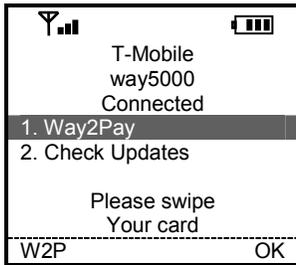 T-Mobile
way5000
Connected
1. Way2Pay
2. Check Updates
Please swipe
Your card
W2P OK